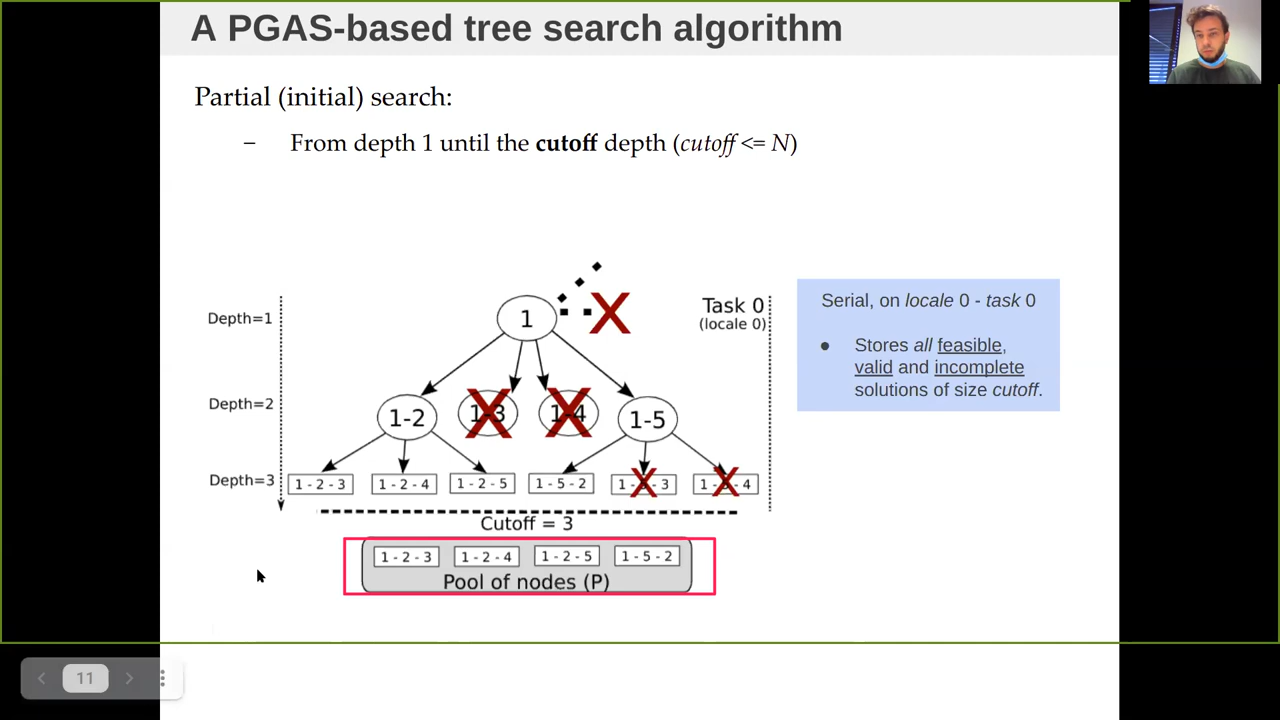 A PGAS-based tree search algorithm
Partial (initial) search:
– From depth 1 until the cutoff depth (cutoff <= N)
Depth=1
1
Task 0
(locale 0)
Serial, on locale 0 - task 0
● Stores all feasible,
valid and incomplete
solutions of size cutoff.
Depth=2
1-2
1-3
1-4
1-5
Depth=3
1 - 2 - 3
1 - 2 - 4
1 - 2 - 5
1 - 5 - 2
Cutoff = 3
1 - 2 - 3
1 - 2 - 4
1 - 2 - 5
1 - 5 - 2
Pool of nodes (P)
11